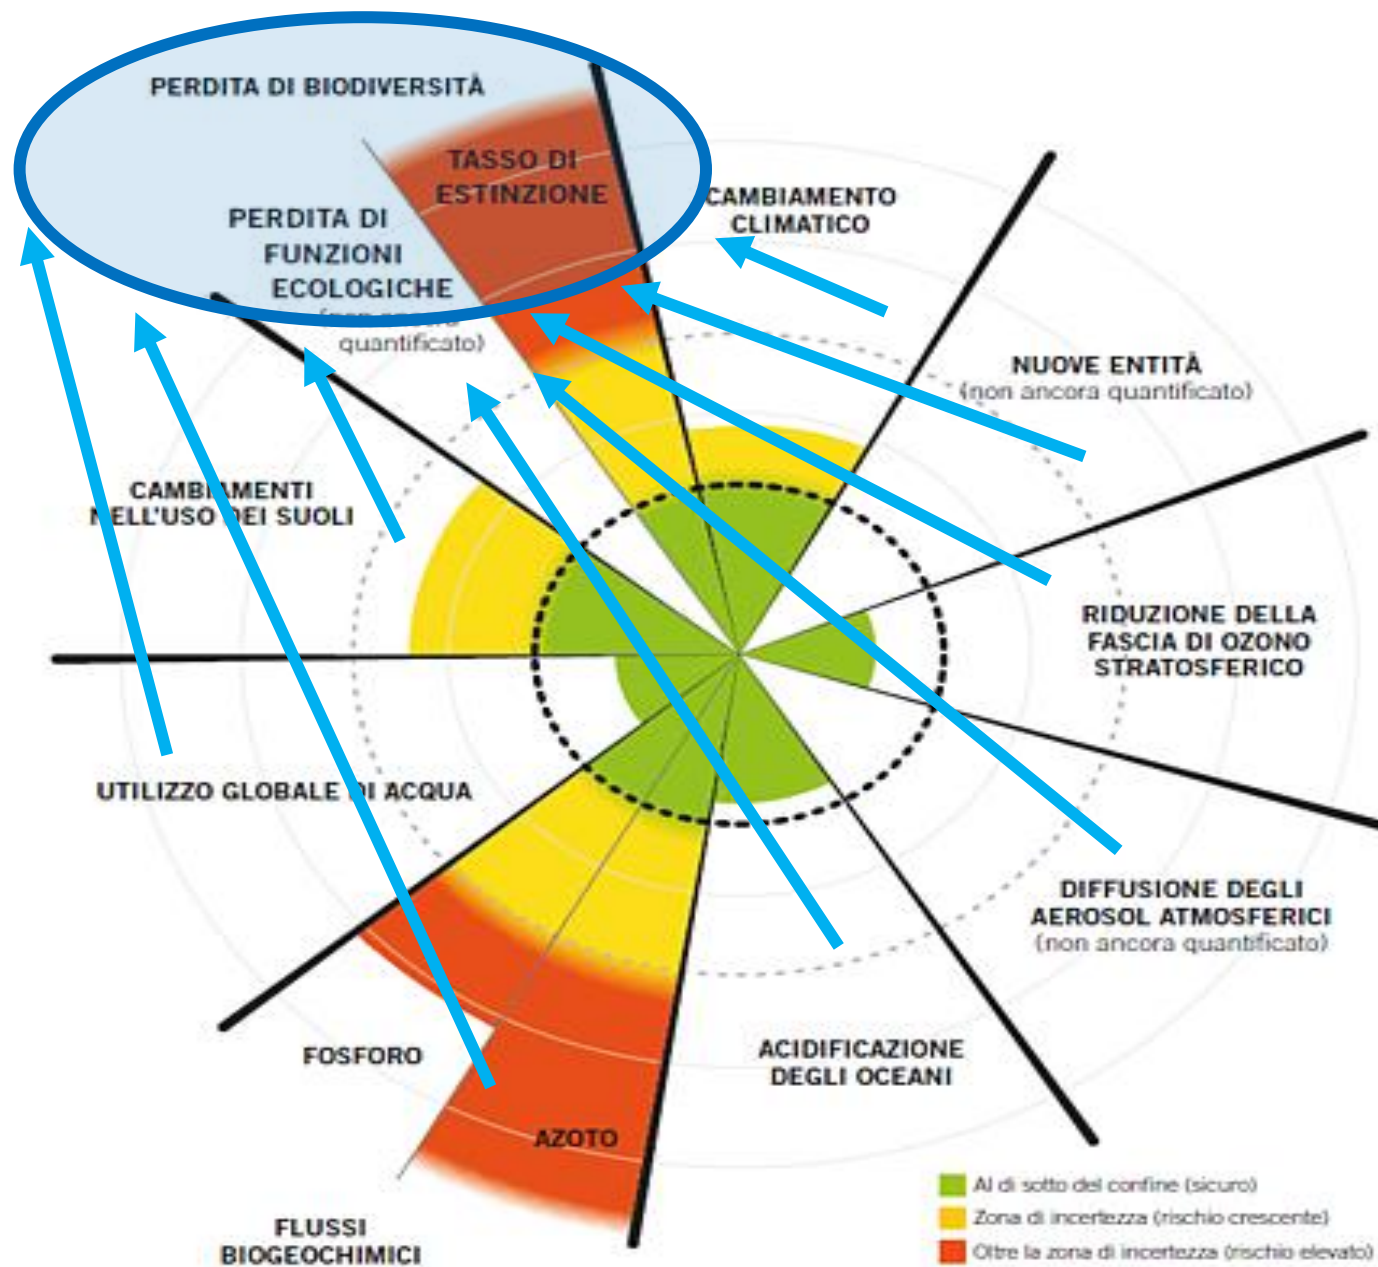 PERDITA DI BIODIVERSITÀ
TASSO DI
ESTINZIONE
PERDITA DI
FUNZIONI
ECOLOGICHE
(non ancora
quantificato)
CAMBIAMENTO
CLIMATICO
NUOVE ENTITÀ
(non ancora quantificato)
CAMBIAMENTI
NELL'USO DEI SUOLI
RIDUZIONE DELLA
FASCIA DI OZONO
STRATOSFERICO
UTILIZZO GLOBALE DI ACQUA
DIFFUSIONE DEGLI
AEROSOL ATMOSFERICI
(non ancora quantificato)
FOSFORO
ACIDIFICAZIONE
DEGLI OCEANI
AZOTO
FLUSSI
BIOGEOCHIMICI
Al di sotto del confine (sicuro)
Zona di incertezza (rischio crescente)
Oltre la zona di incertezza (rischio elevato)